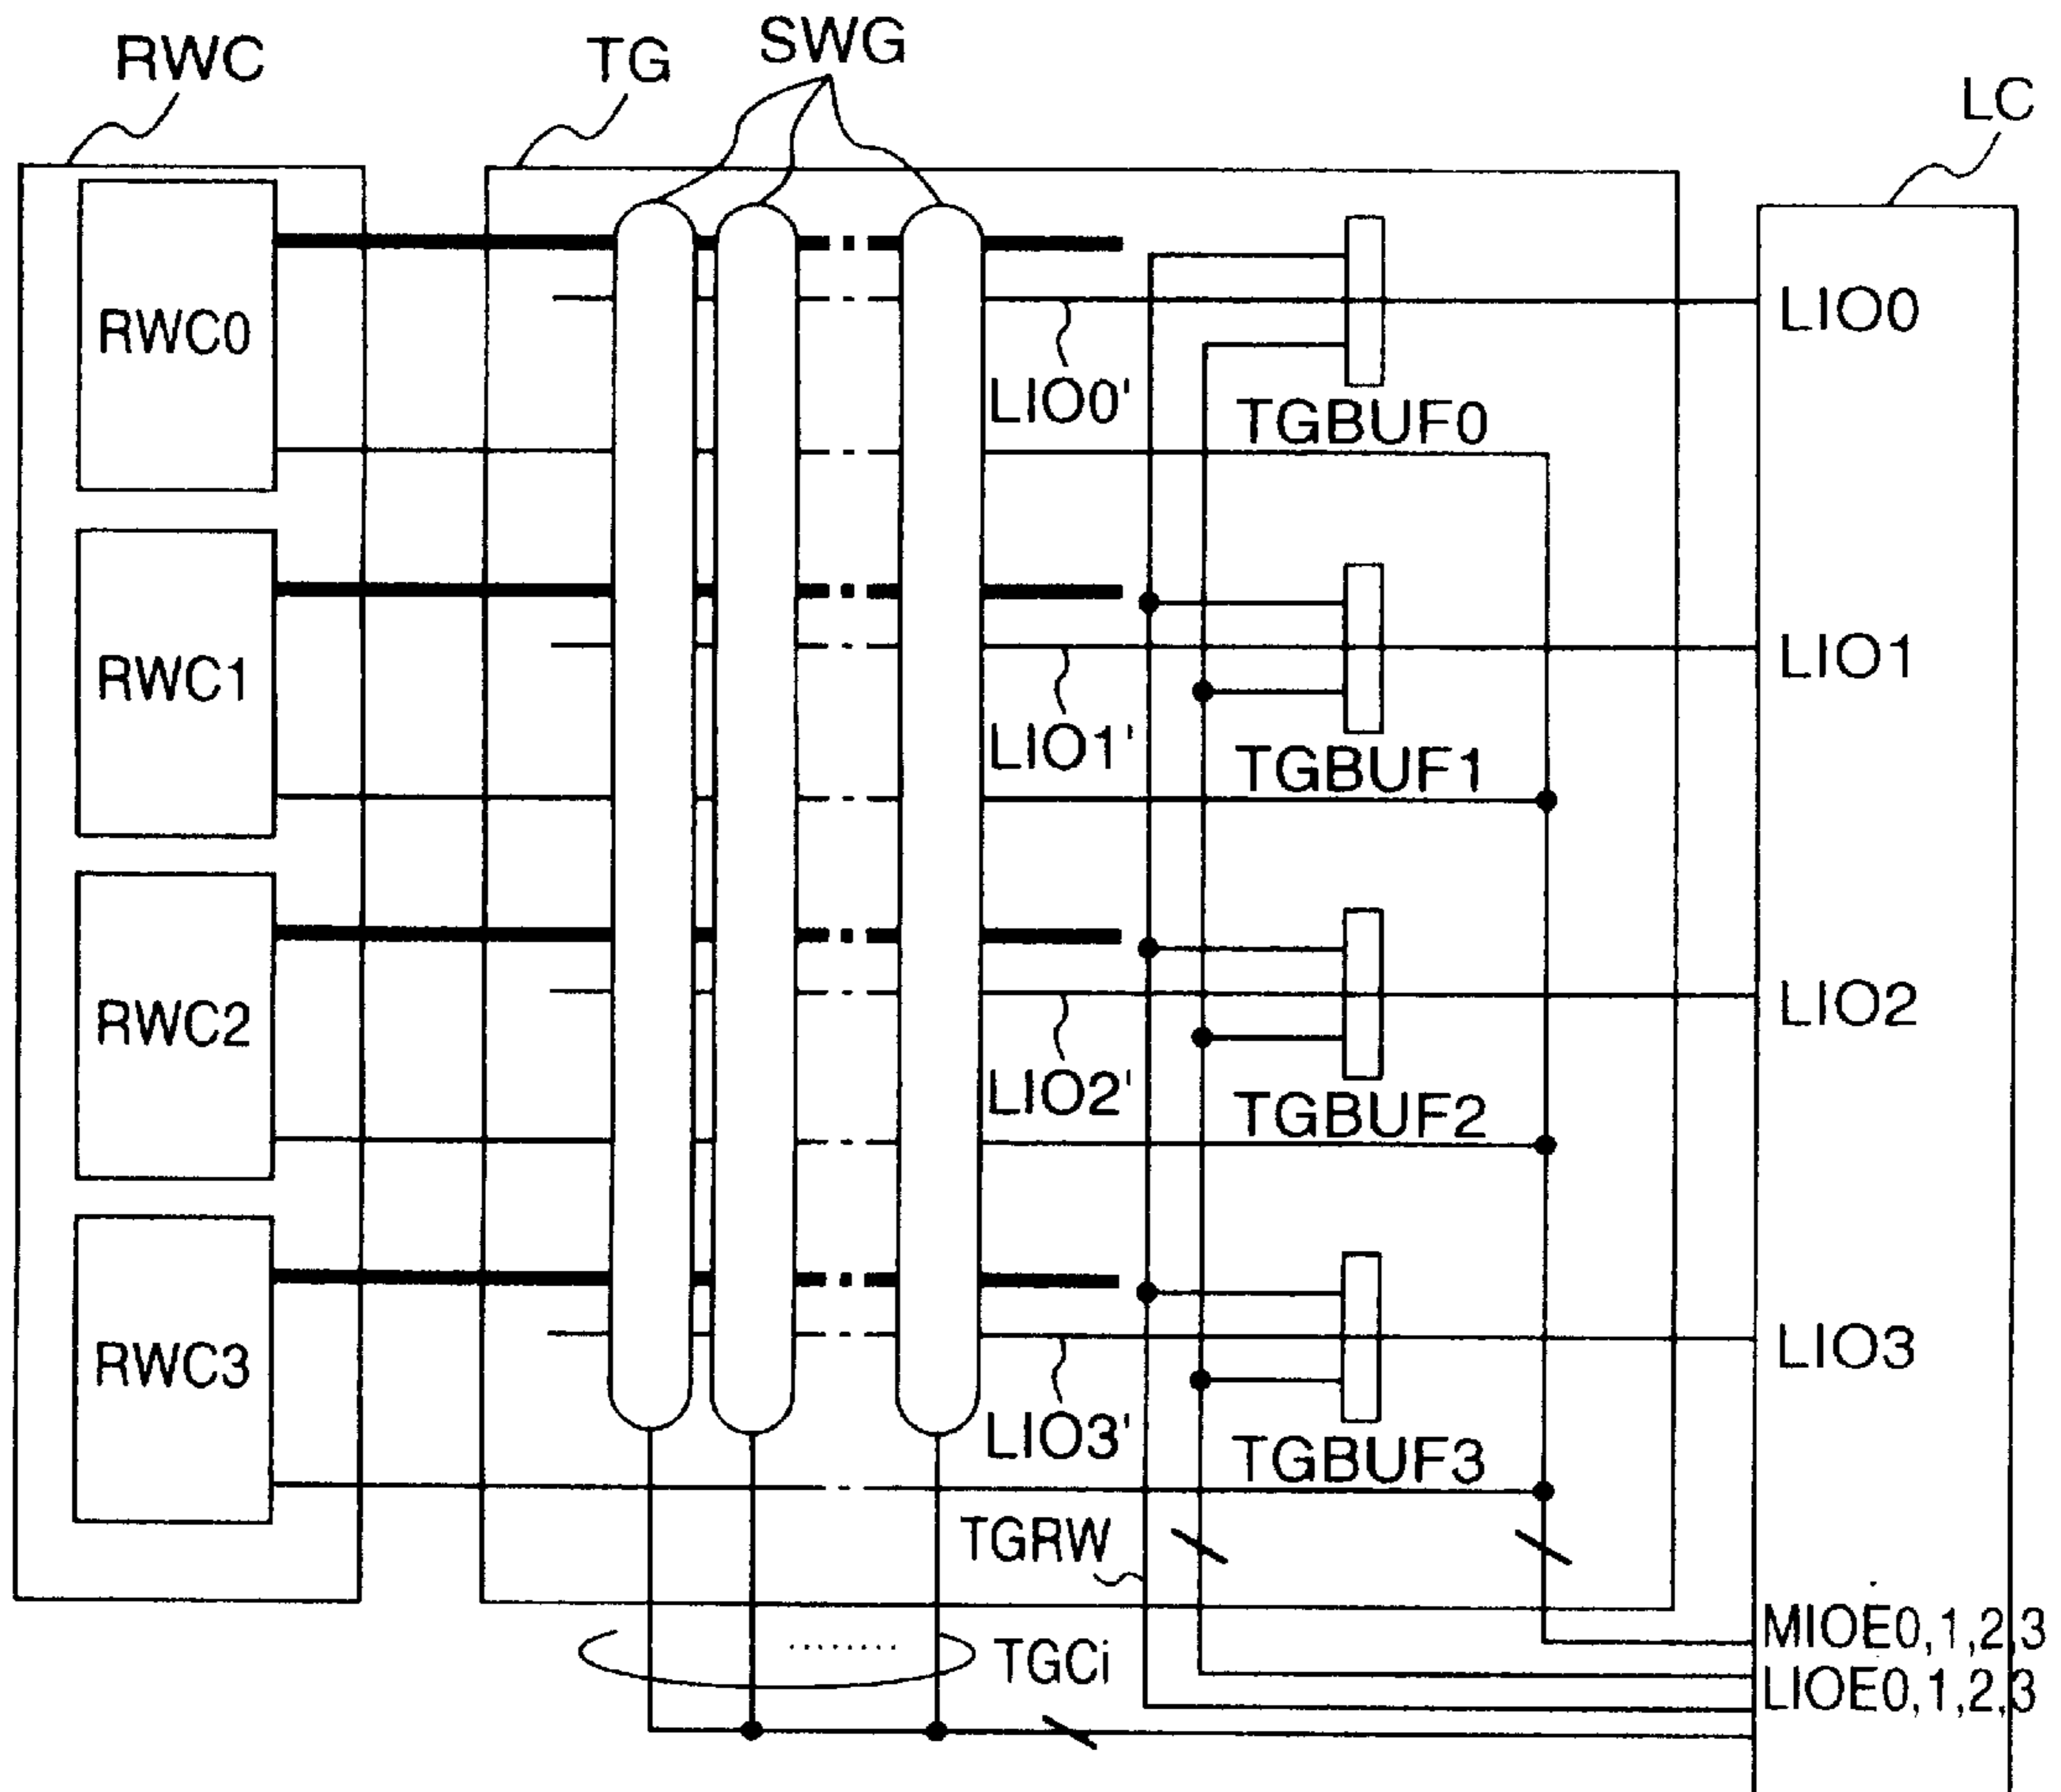 RWC
TG
SWG
LC
RWC0
LIO0'
TGBUF0
LIO0
RWC1
LIO1'
TGBUF1
LIO1
RWC2
LIO2'
TGBUF2
LIO2
RWC3
LIO3'
TGBUF3
LIO3
TGRW
TGCi
MIOE0,1,2,3
LIOE0,1,2,3